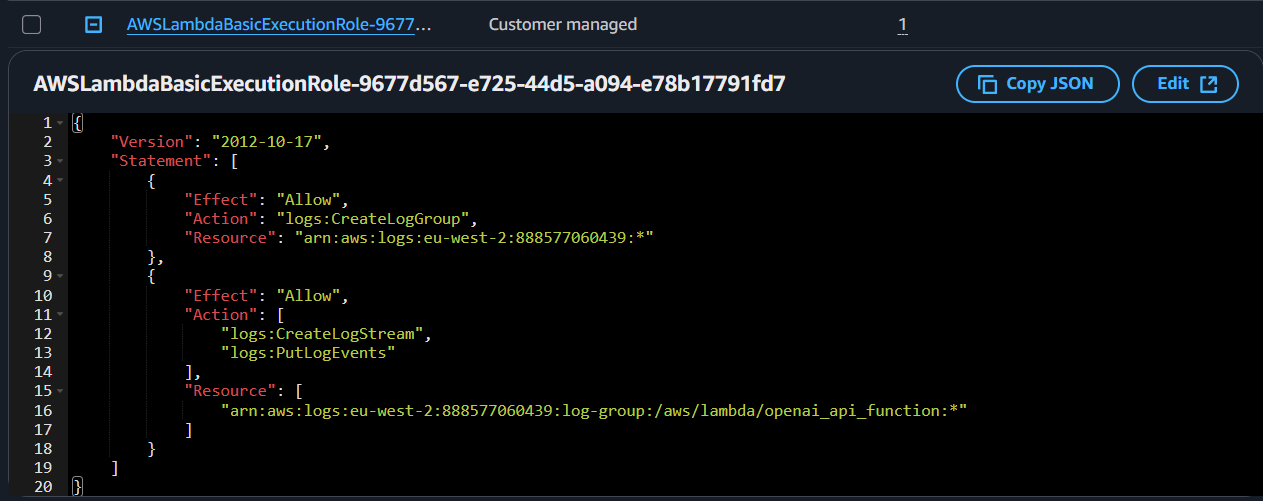 AWSLambdaBasicExecutionRole-9677... Customer managed 1
AWSLambdaBasicExecutionRole-9677d567-e725-44d5-a094-e78b17791fd7 Copy JSON Edit
1 {
2 "Version": "2012-10-17",
3 "Statement": [
4 {
5 "Effect": "Allow",
6 "Action": "logs:CreateLogGroup",
7 "Resource": "arn:aws:logs:eu-west-2:888577060439:*"
8 },
9 {
10 "Effect": "Allow",
11 "Action": [
12 "logs:CreateLogStream",
13 "logs:PutLogEvents"
14 ],
15 "Resource": [
16 "arn:aws:logs:eu-west-2:888577060439:log-group:/aws/lambda/openai_api_function:*"
17 ]
18 }
19 ]
20 }